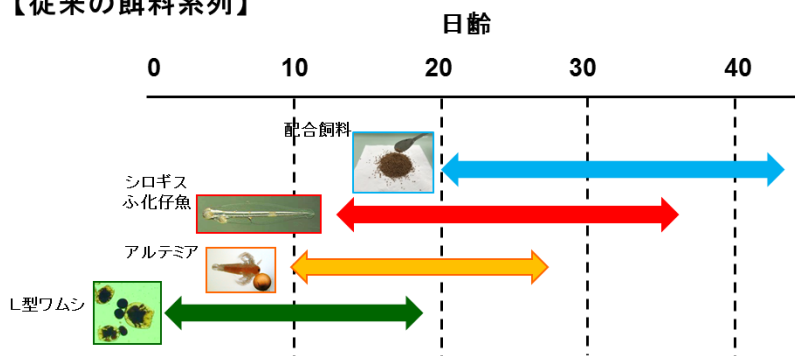 【従来の餌料系列】
日齢
0 10 20 30 40
配合飼料
シロギス
ふ化仔魚
アルテミア
L型ワムシ